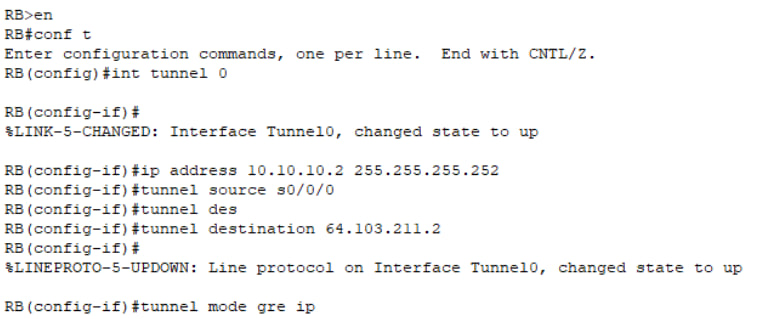 RB>en
RB#conf t
Enter configuration commands, one per line.  End with CNTL/Z.
RB(config)#int tunnel 0
RB(config-if)#
%LINK-5-CHANGED: Interface Tunnel0, changed state to up
RB(config-if)#ip address 10.10.10.2 255.255.255.252
RB(config-if)#tunnel source s0/0/0
RB(config-if)#tunnel des
RB(config-if)#tunnel destination 64.103.211.2
RB(config-if)#
%LINEPROTO-5-UPDOWN: Line protocol on Interface Tunnel0, changed state to up
RB(config-if)#tunnel mode gre ip